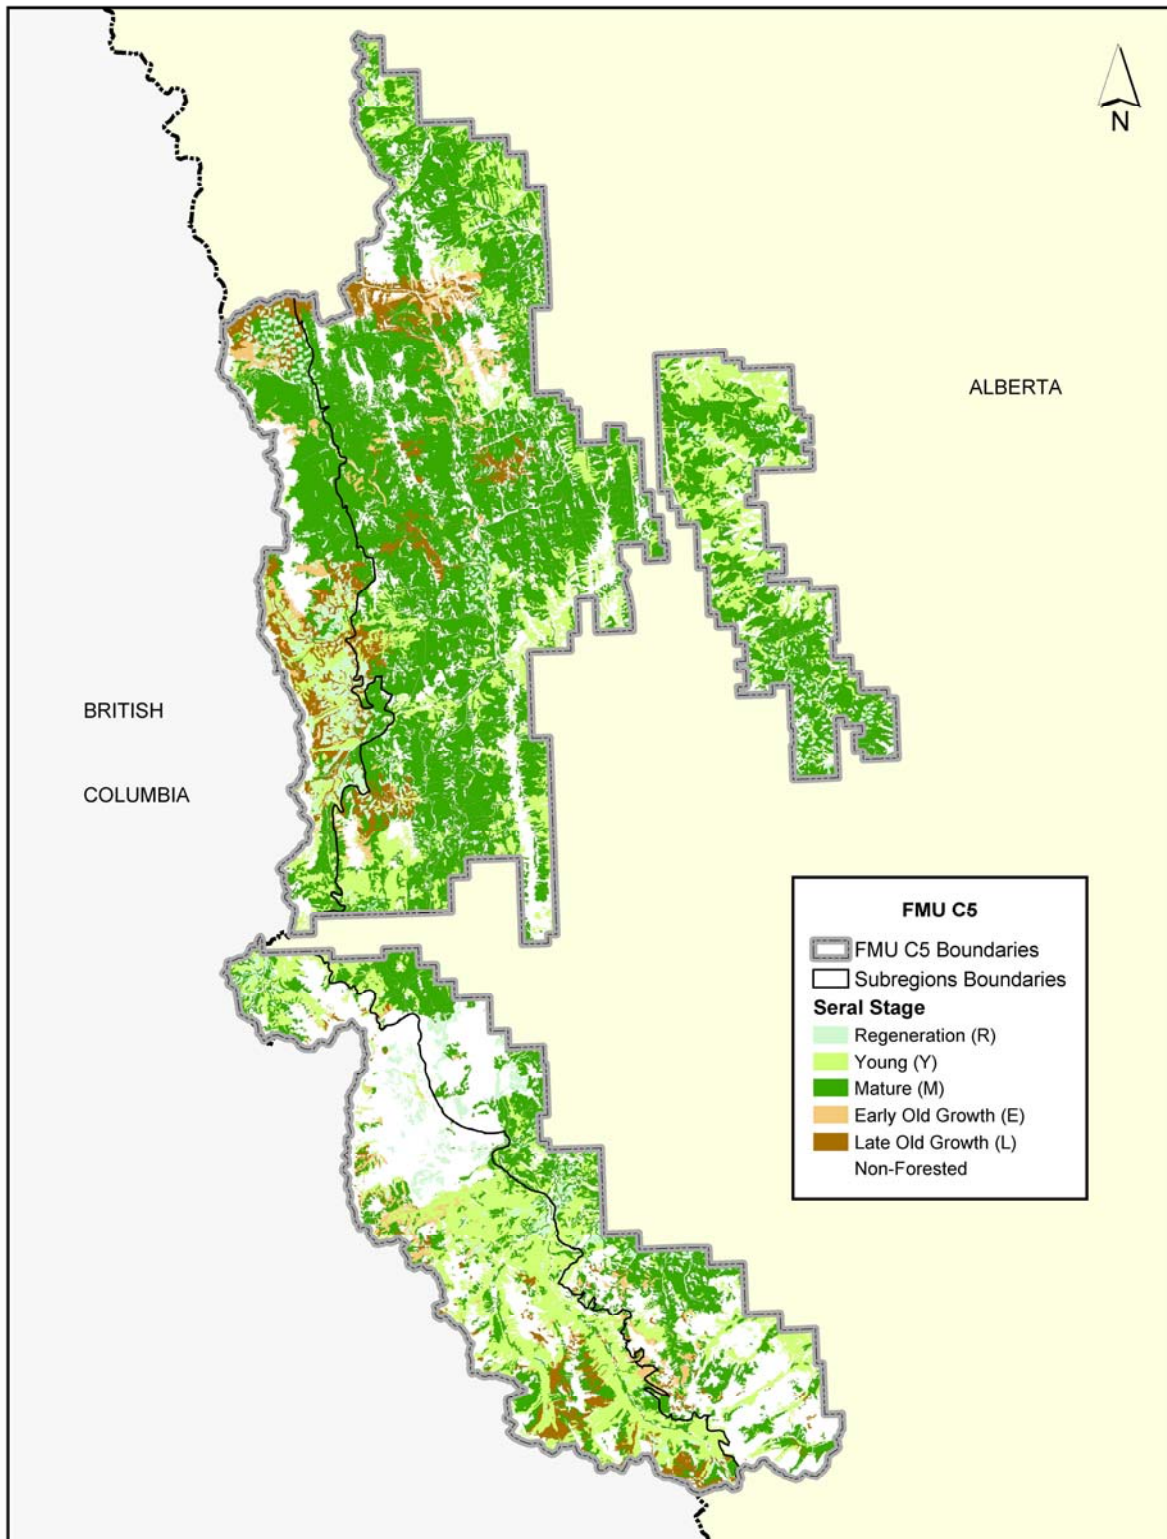 N
ALBERTA
BRITISH
COLUMBIA
FMU C5
FMU C5 Boundaries
Subregions Boundaries
Seral Stage
Regeneration (R)
Young (Y)
Mature (M)
Early Old Growth (E)
Late Old Growth (L)
Non-Forested